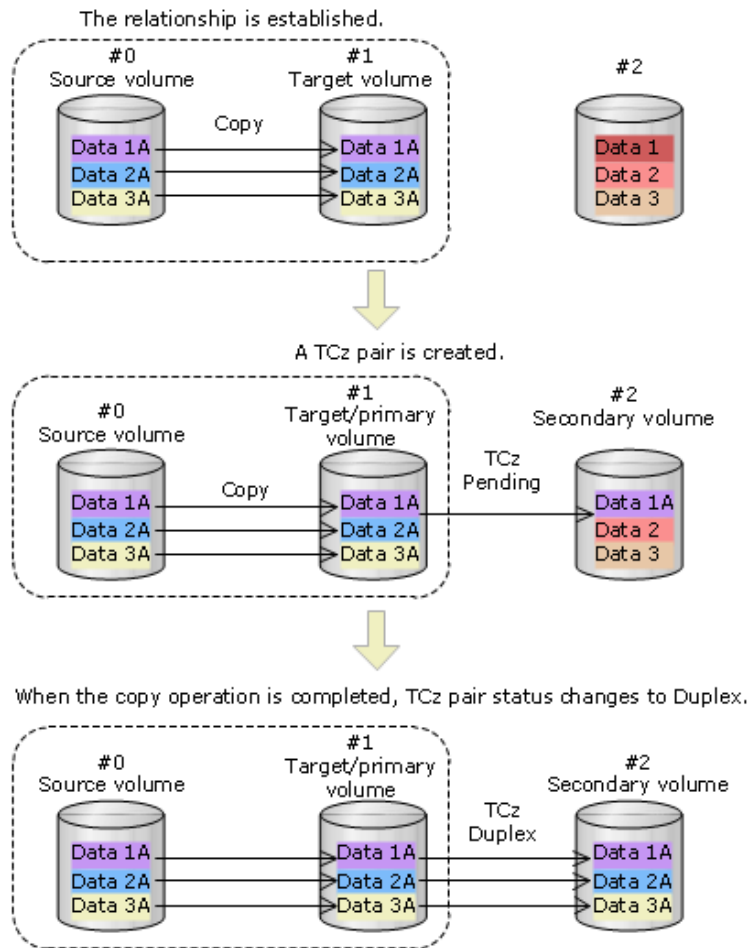 The relationship is established.
#0
Source volume
#1
Target volume
#2
Copy
Data 1A
Data 2A
Data 3A
Data 1A
Data 2A
Data 3A
Data 1
Data 2
Data 3
A TCz pair is created.
#0
Source volume
#1
Target/primary
volume
#2
Secondary volume
Copy
TCz
Pending
Data 1A
Data 2A
Data 3A
Data 1A
Data 2A
Data 3A
Data 1A
Data 2
Data 3
When the copy operation is completed, TCz pair status changes to Duplex.
#0
Source volume
#1
Target/primary
volume
#2
Secondary volume
TCz
Duplex
Data 1A
Data 2A
Data 3A
Data 1A
Data 2A
Data 3A
Data 1A
Data 2A
Data 3A